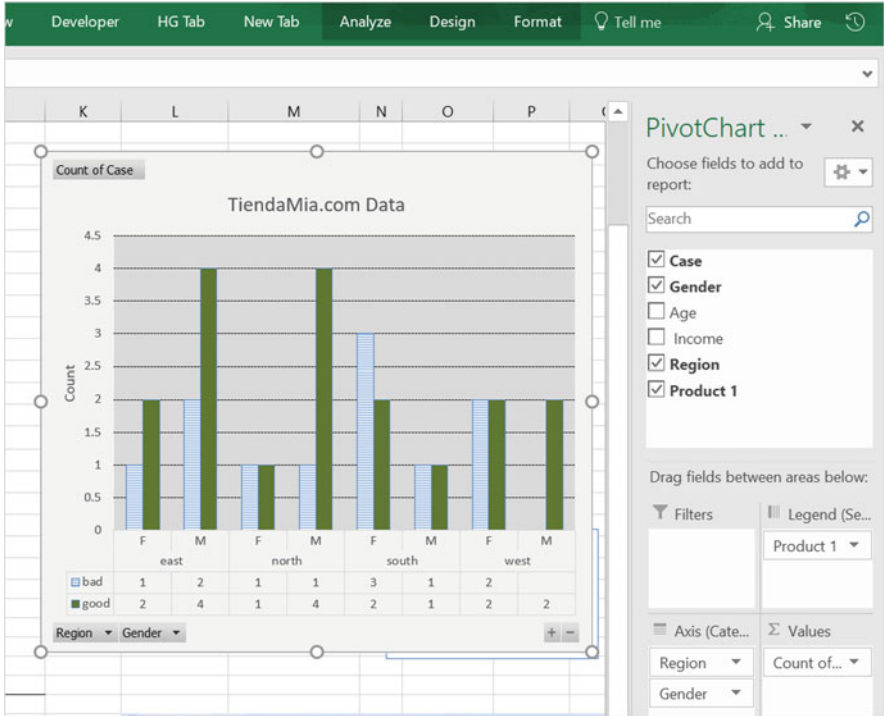 w Developer HG Tab New Tab Analyze Design Format Tell me Share
K L M N O P
PivotChart ...
Choose fields to add to
report:
Search
Case
Gender
Age
Income
Region
Product 1
Drag fields between areas below:
Filters
Legend (Se...
Product 1
Axis (Cate...
Values
Region
Count of...
Gender
Count of Case
TiendaMia.com Data
Count
4.5
4
3.5
3
2.5
2
1.5
1
0.5
0
F M F M F M F M
east north south west
bad 1 2 1 1 3 1 2
good 2 4 1 4 2 1 2 2
Region Gender